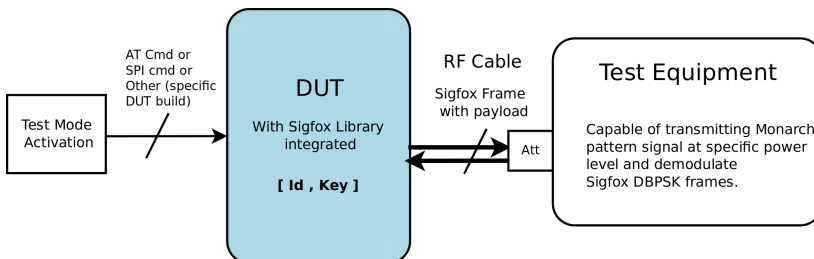 Test Mode
Activation
AT Cmd or
SPI cmd or
Other (specific
DUT build)
DUT
With Sigfox Library
integrated
[ Id , Key ]
RF Cable
Sigfox Frame
with payload
Att
Test Equipment
Capable of transmitting Monarch
pattern signal at specific power
level and demodulate
Sigfox DBPSK frames.